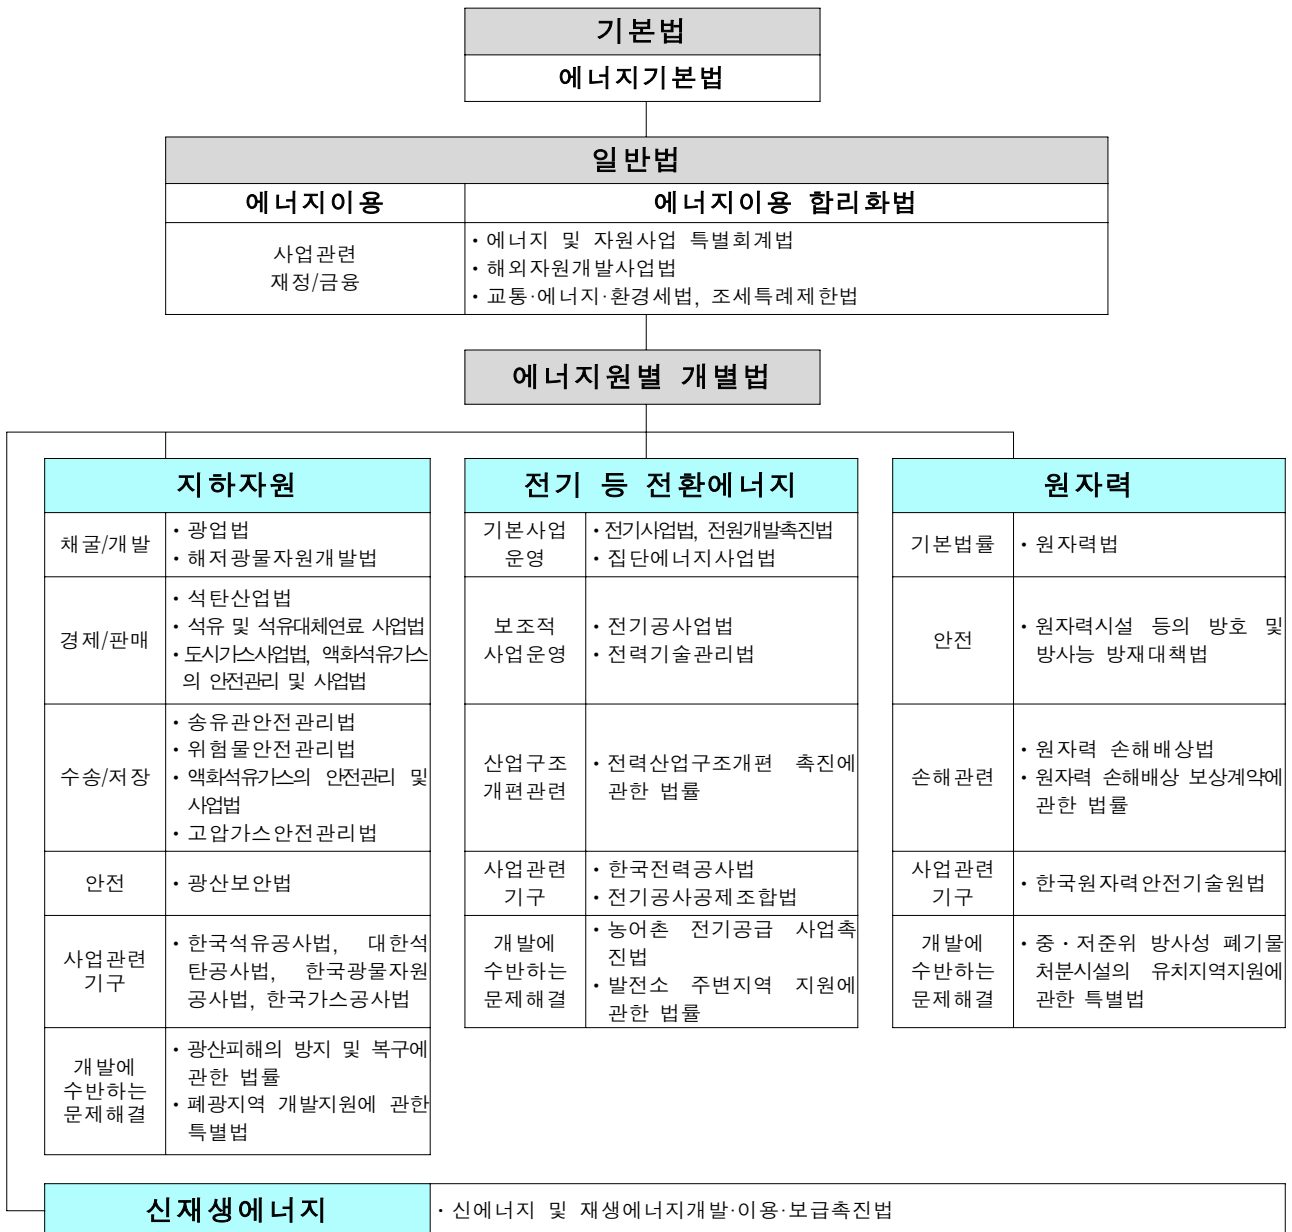 기본법
에너지기본법
일반법
에너지이용
에너지이용 합리화법
사업관련
재정/금융
· 에너지 및 자원사업 특별회계법
· 해외자원개발사업법
· 교통·에너지·환경세법, 조세특례제한법
에너지원별 개별법
지하자원
채굴/개발
· 광업법
· 해저광물자원개발법
경제/판매
· 석탄산업법
· 석유 및 석유대체연료 사업법
· 도시가스사업법, 액화석유가스
의 안전관리 및 사업법
수송/저장
· 송유관안전관리법
· 위험물안전관리법
· 액화석유가스의 안전관리 및
사업법
· 고압가스안전관리법
안전
· 광산보안법
사업관련
기구
· 한국석유공사법, 대한석
탄공사법, 한국광물자원
공사법, 한국가스공사법
개발에
수반하는
문제해결
· 광산피해의 방지 및 복구에
관한 법률
· 폐광지역 개발지원에 관한
특별법
전기 등 전환에너지
기본사업
운영
· 전기사업법, 전원개발촉진법
· 집단에너지사업법
보조적
사업운영
· 전기공사업법
· 전력기술관리법
산업구조
개편관련
· 전력산업구조개편 촉진에
관한 법률
사업관련
기구
· 한국전력공사법
· 전기공사공제조합법
개발에
수반하는
문제해결
· 농어촌 전기공급 사업촉
진법
· 발전소 주변지역 지원에
관한 법률
원자력
기본법률
· 원자력법
안전
· 원자력시설 등의 방호 및
방사능 방재대책법
손해관련
· 원자력 손해배상법
· 원자력 손해배상 보상계약에
관한 법률
사업관련
기구
· 한국원자력안전기술원법
개발에
수반하는
문제해결
· 중 · 저준위 방사성 폐기물
처분시설의 유치지역지원에
관한 특별법
신재생에너지
· 신에너지 및 재생에너지개발·이용·보급촉진법